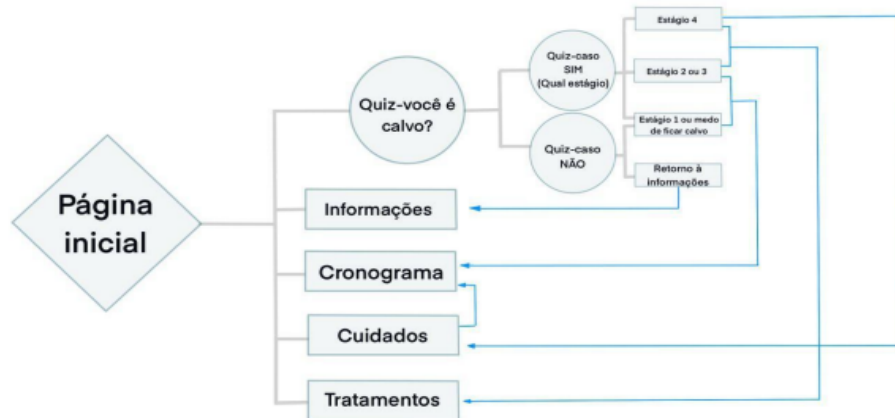 Página
inicial
Quiz-você é
calvo?
Quiz-caso
SIM
(Qual estágio)
Quiz-caso
NÃO
Estágio 4
Estágio 2 ou 3
Estágio 1 ou medo
de ficar calvo
Retorno à
informações
Informações
Cronograma
Cuidados
Tratamentos